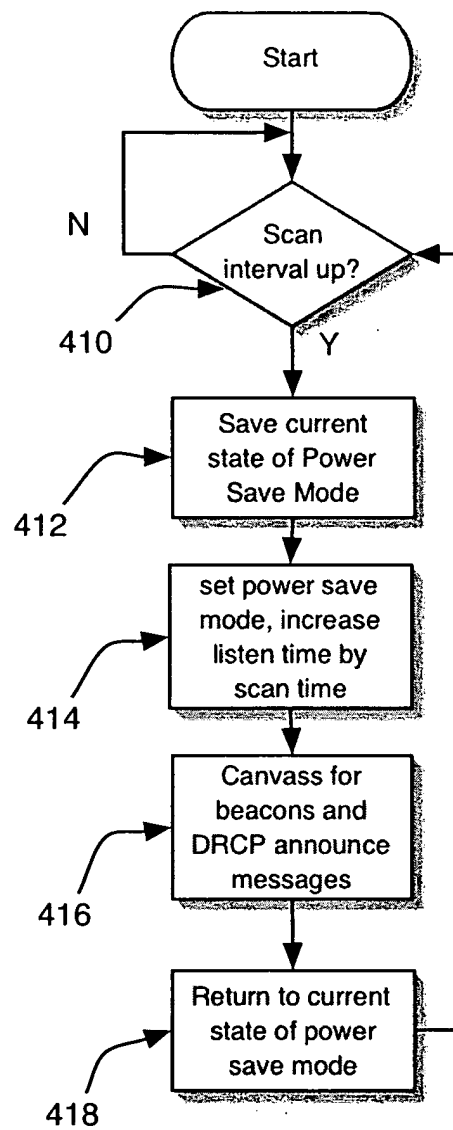 Start
N
Scan
interval up?
410
Y
Save current
state of Power
Save Mode
412
set power save
mode, increase
listen time by
scan time
414
Canvass for
beacons and
DRCP announce
messages
416
Return to current
state of power
save mode
418